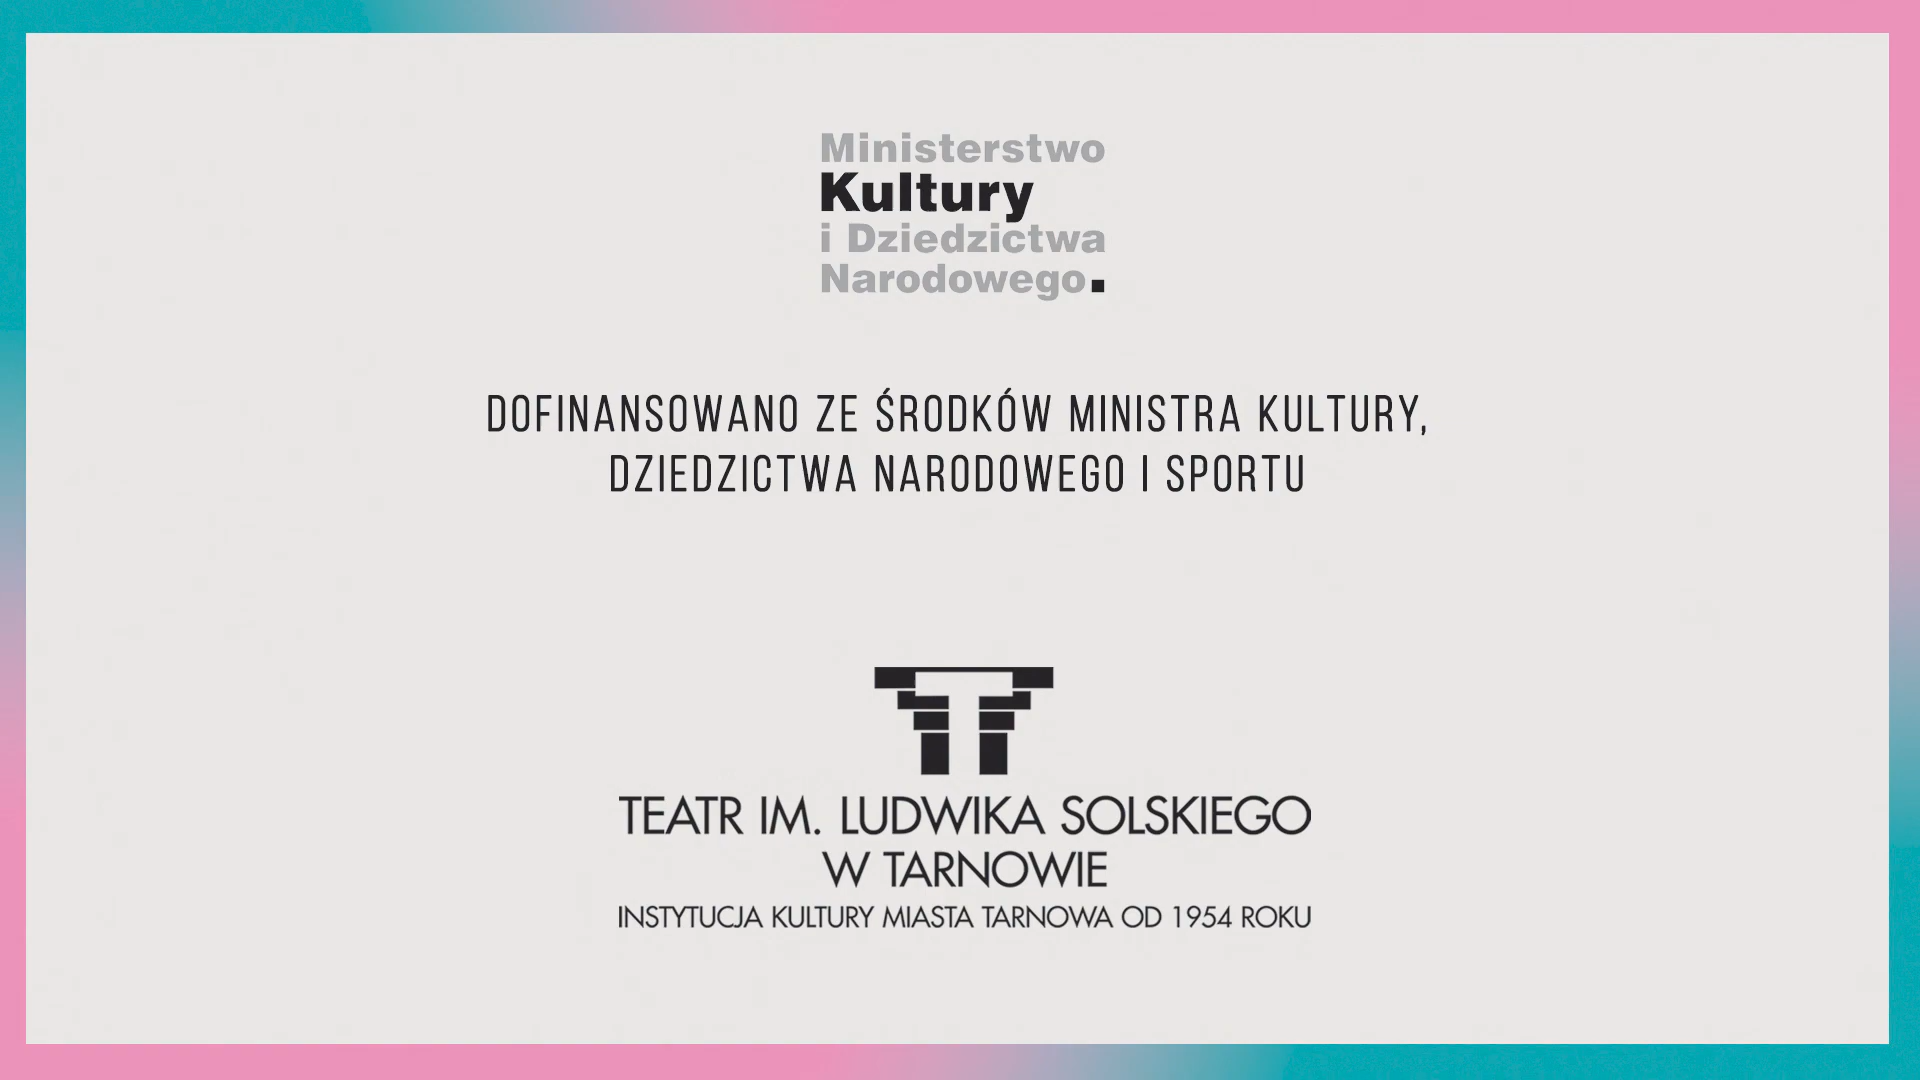 Ministerstwo
Kultury
i Dziedzictwa
Narodowego.
DOFINANSOWANO ZE ŚRODKÓW MINISTRA KULTURY,
DZIEDZICTWA NARODOWEGO I SPORTU
TEATR IM. LUDWIKA SOLSKIEGO
W TARNOWIE
INSTYTUCJA KULTURY MIASTA TARNOWA OD 1954 ROKU